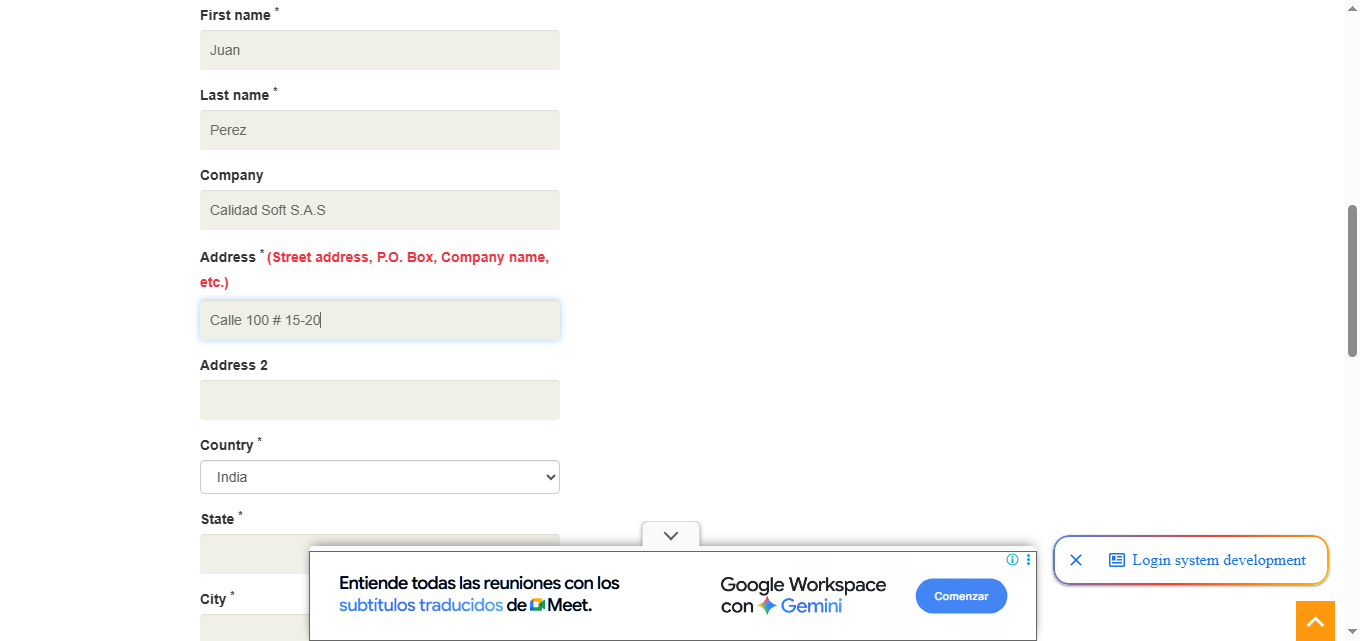 First name *
Juan
Last name *
Perez
Company
Calidad Soft S.A.S
Address * (Street address, P.O. Box, Company name,
etc.)
Calle 100 # 15-20
Address 2
Country *
India
State *
City *
Entiende todas las reuniones con los
subtítulos traducidos de Meet.
Google Workspace
con Gemini
Comenzar
Login system development